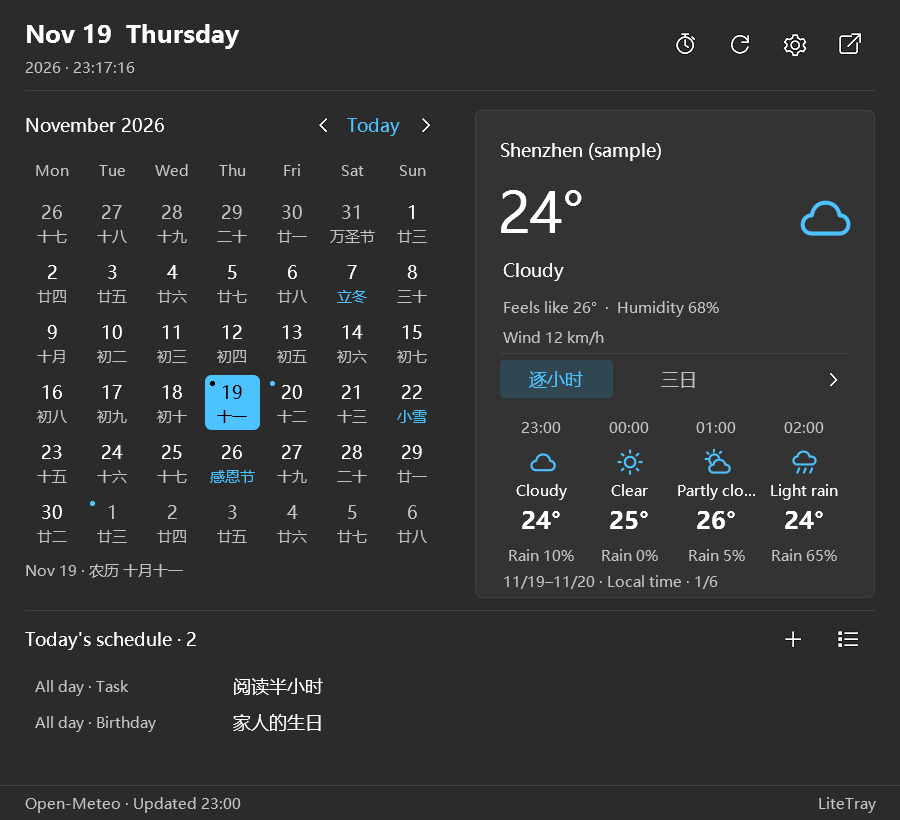 Nov 19 Thursday
2026 · 23:17:16
November 2026
Today
Mon Tue Wed Thu Fri Sat Sun
26 27 28 29 30 31 1
十七 十八 十九 二十 廿一 万圣节 廿三
2 3 4 5 6 7 8
廿四 廿五 廿六 廿七 廿八 立冬 三十
9 10 11 12 13 14 15
十月 初二 初三 初四 初五 初六 初七
16 17 18 19 20 21 22
初八 初九 初十 十一 十二 十三 小雪
23 24 25 26 27 28 29
十五 十六 十七 感恩节 十九 二十 廿一
30 1 2 3 4 5 6
廿二 廿三 廿四 廿五 廿六 廿七 廿八
Nov 19 · 农历 十月十一
Shenzhen (sample)
24°
Cloudy
Feels like 26° · Humidity 68%
Wind 12 km/h
逐小时 三日
23:00 00:00 01:00 02:00
Cloudy Clear Partly clo... Light rain
24° 25° 26° 24°
Rain 10% Rain 0% Rain 5% Rain 65%
11/19–11/20 · Local time · 1/6
Today's schedule · 2
All day · Task 阅读半小时
All day · Birthday 家人的生日
Open-Meteo · Updated 23:00
LiteTray